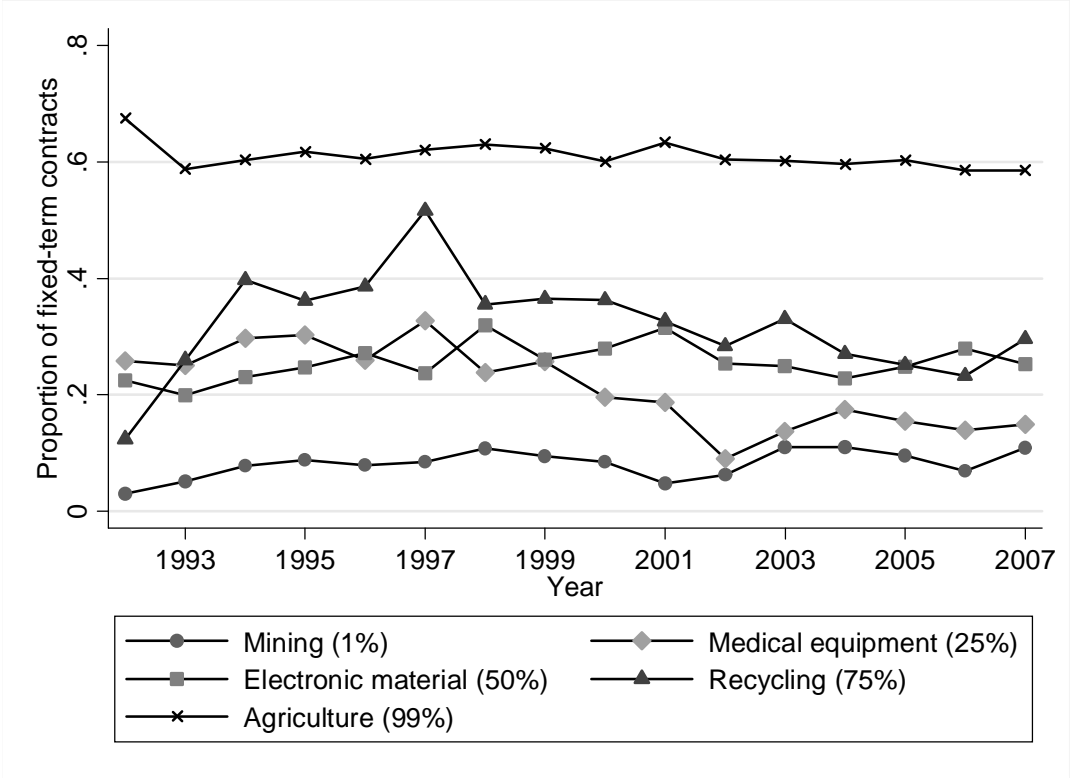 Proportion of fixed-term contracts
.8
.6
.4
.2
0
1993 1995 1997 1999 2001 2003 2005 2007
Year
Mining (1%) Medical equipment (25%)
Electronic material (50%) Recycling (75%)
Agriculture (99%)